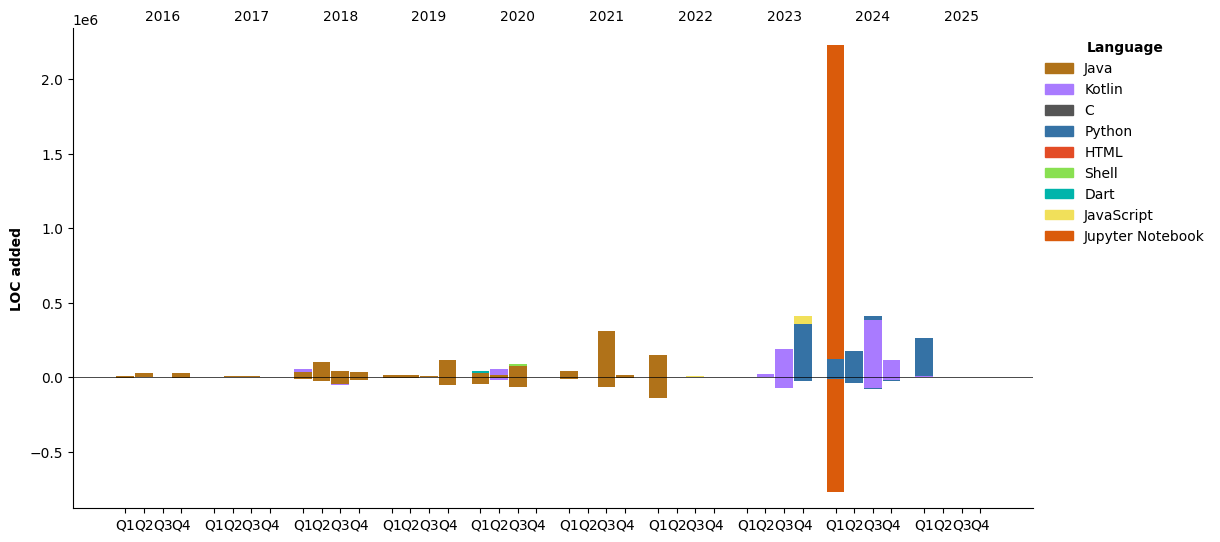 2016 2017 2018 2019 2020 2021 2022 2023 2024 2025
1e6
2.0
1.5
1.0
0.5
0.0
−0.5
LOC added
Q1Q2Q3Q4 Q1Q2Q3Q4 Q1Q2Q3Q4 Q1Q2Q3Q4 Q1Q2Q3Q4 Q1Q2Q3Q4 Q1Q2Q3Q4 Q1Q2Q3Q4 Q1Q2Q3Q4 Q1Q2Q3Q4
Language
Java
Kotlin
C
Python
HTML
Shell
Dart
JavaScript
Jupyter Notebook